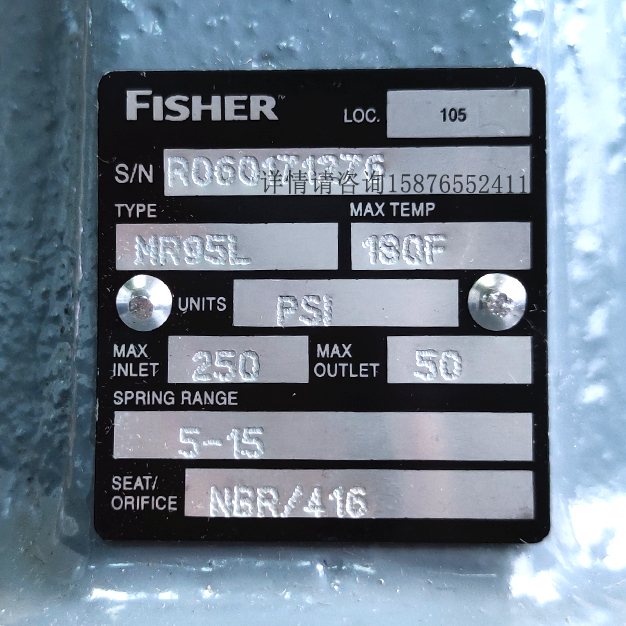 FISHER™
LOC. 105
S/N R060171276
详情请咨询15876552411
TYPE MAX TEMP
MR95L 180F
UNITS PSI
MAX INLET 250 MAX OUTLET 50
SPRING RANGE
5-15
SEAT/
ORIFICE NBR/416